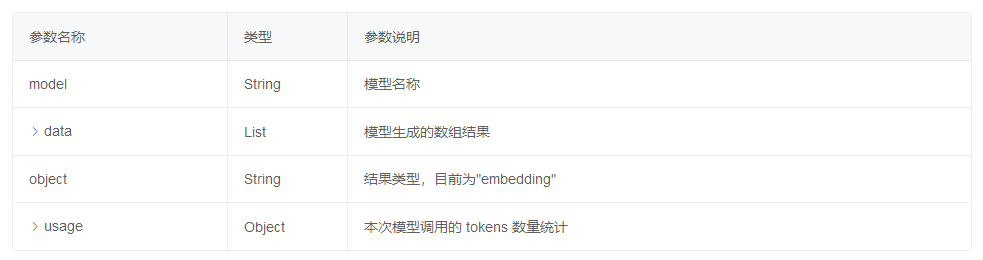 参数名称 类型 参数说明
model String 模型名称
data List 模型生成的数组结果
object String 结果类型，目前为"embedding"
usage Object 本次模型调用的 tokens 数量统计